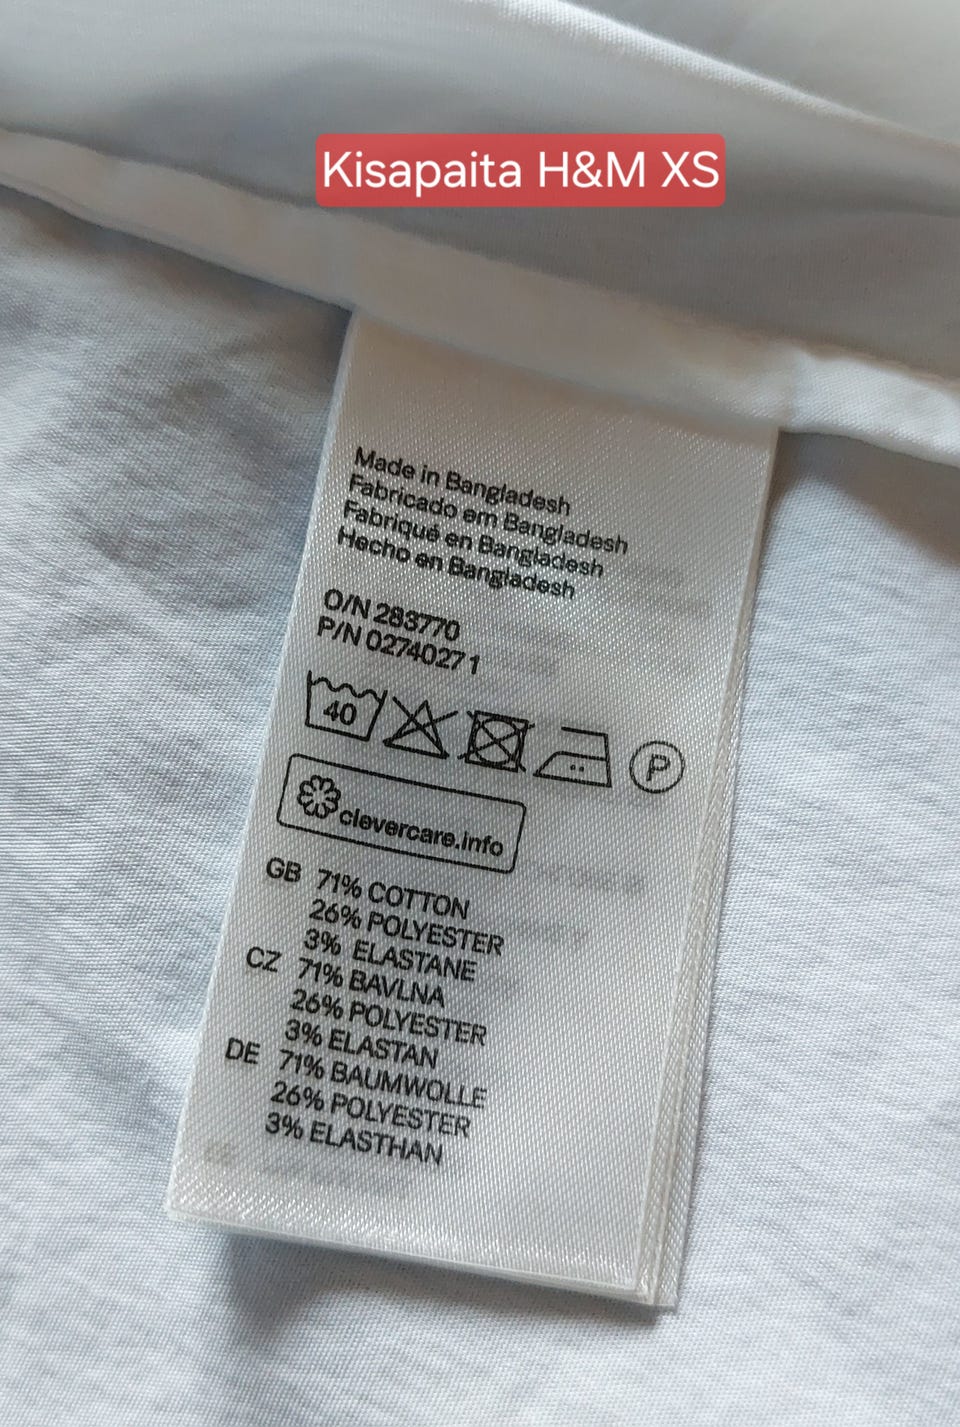 Kisapaita H&M XS
Made in Bangladesh
Fabricado em Bangladesh
Fabriqué en Bangladesh
Hecho en Bangladesh
O/N 283770
P/N 02740271
40
P
clevercare.info
GB 71% COTTON
26% POLYESTER
3% ELASTANE
CZ 71% BAVLNA
26% POLYESTER
3% ELASTAN
DE 71% BAUMWOLLE
26% POLYESTER
3% ELASTHAN